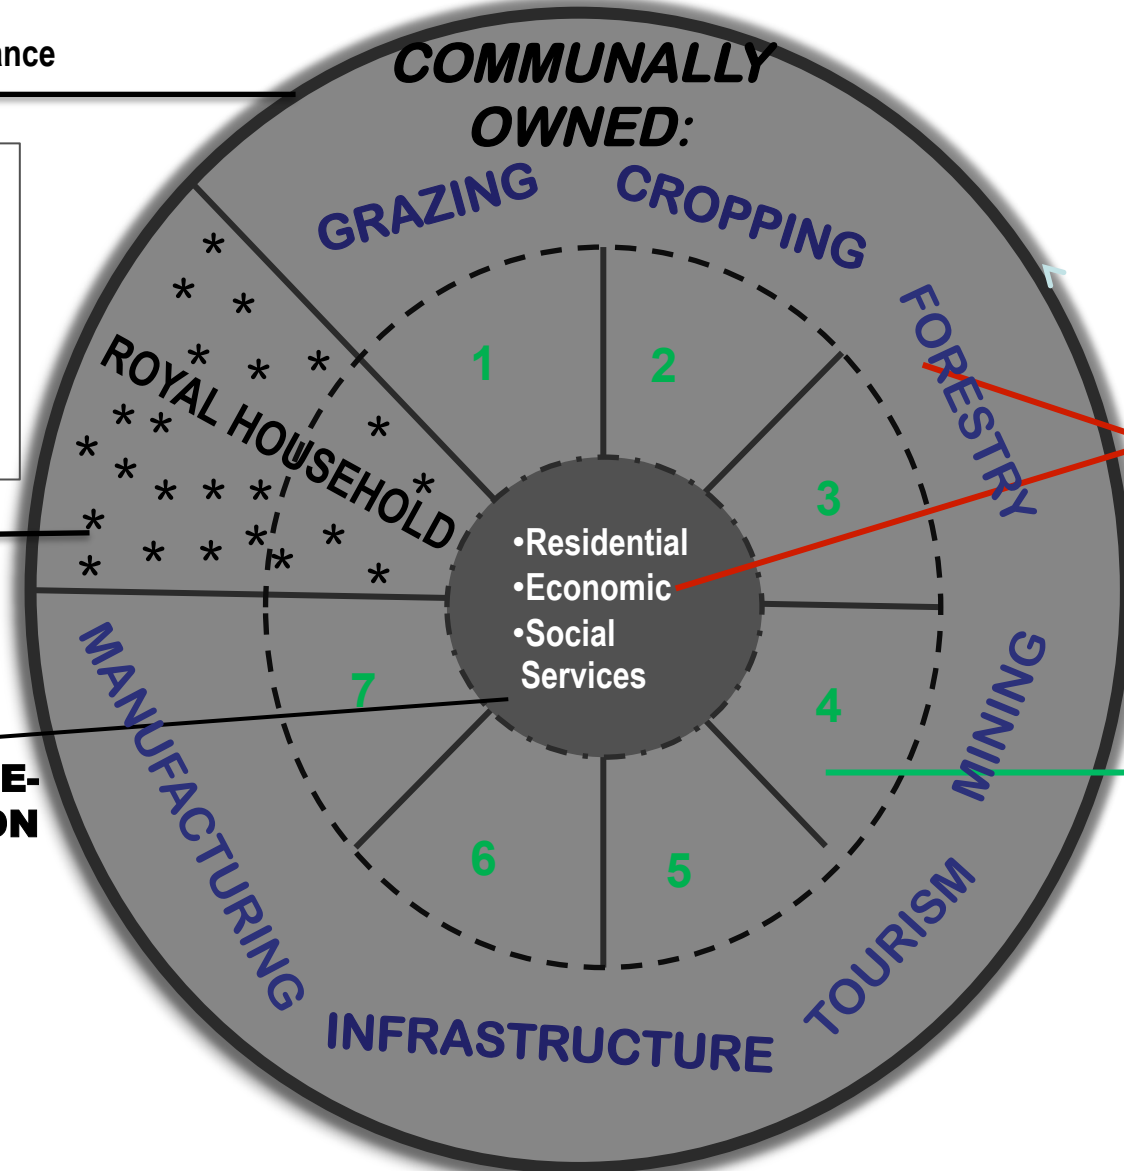 ance
COMMUNALLY
OWNED:
GRAZING
CROPPING
FORESTRY
ROYAL HOUSEHOLD
1
2
3
•Residential
•Economic
•Social
Services
7
4
MANUFACTURING
MINING
E-
ON
6
5
TOURISM
INFRASTRUCTURE